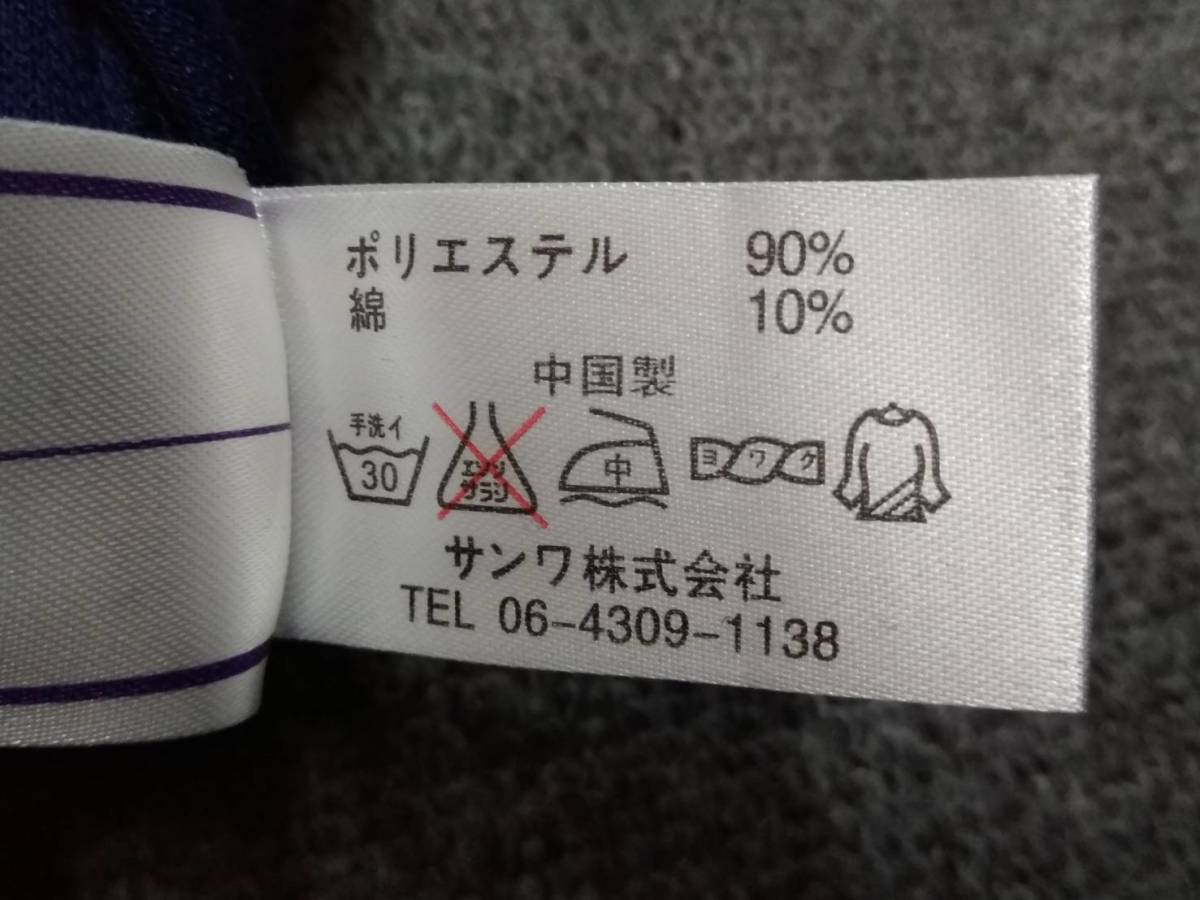 ポリエステル 90%
綿 10%
中国製
手洗イ
30
エンソ
サラシ
中
ヨワク
サンワ株式会社
TEL 06-4309-1138